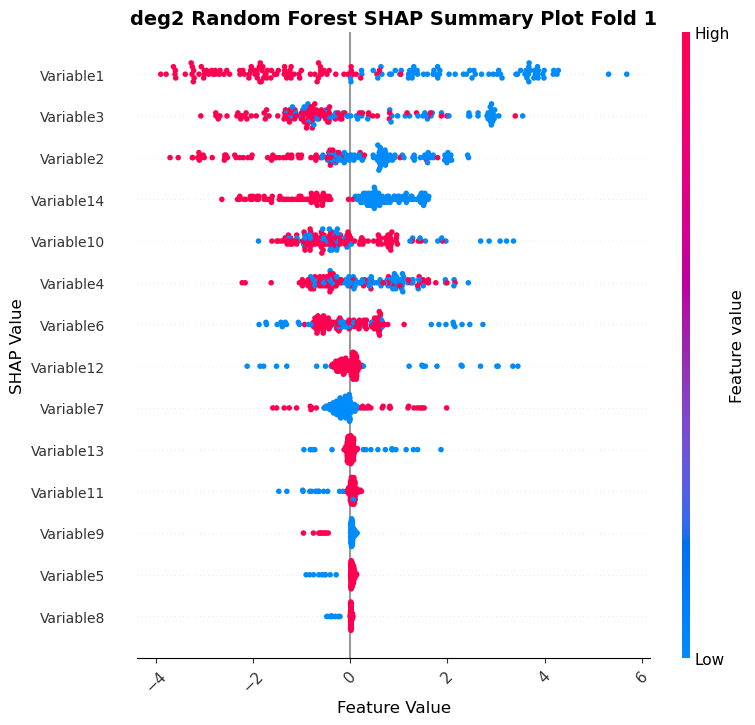 deg2 Random Forest SHAP Summary Plot Fold 1
High
Variable1
Variable3
Variable2
Variable14
Variable10
Variable4
Variable6
Variable12
Variable7
Variable13
Variable11
Variable9
Variable5
Variable8
SHAP Value
Feature value
Low
−4
−2
0
2
4
6
Feature Value